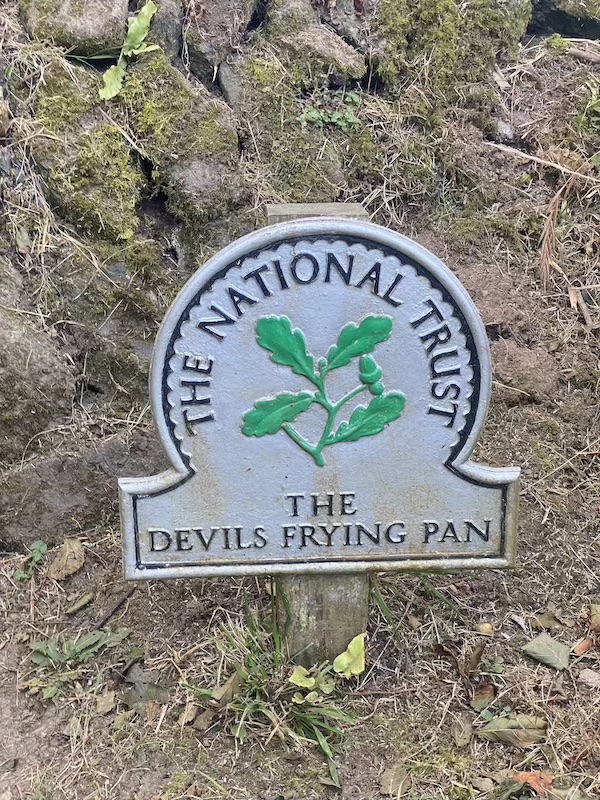 THE NATIONAL TRUST
THE
DEVILS FRYING PAN